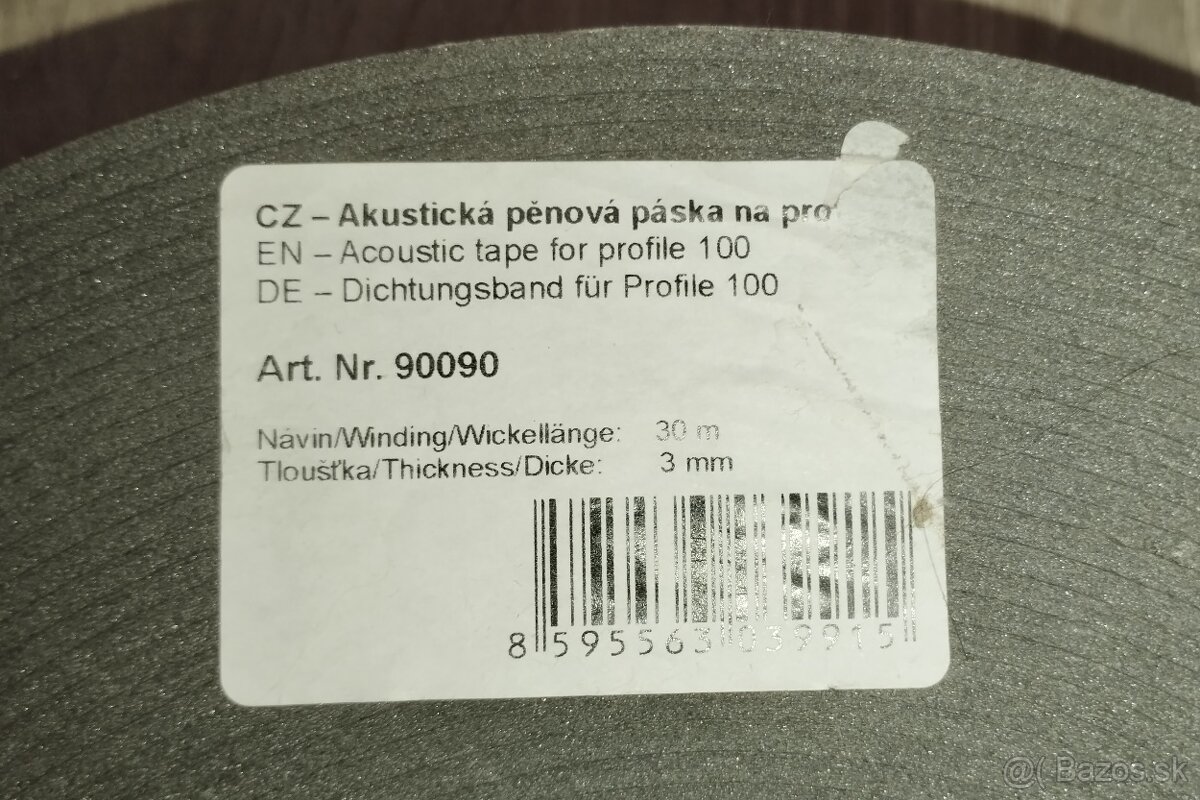 CZ – Akustická pěnová páska na pro
EN – Acoustic tape for profile 100
DE – Dichtungsband für Profile 100
Art. Nr. 90090
Návin/Winding/Wickellänge: 30 m
Tloušťka/Thickness/Dicke: 3 mm
8 595563 039915
@( Bazos.sk